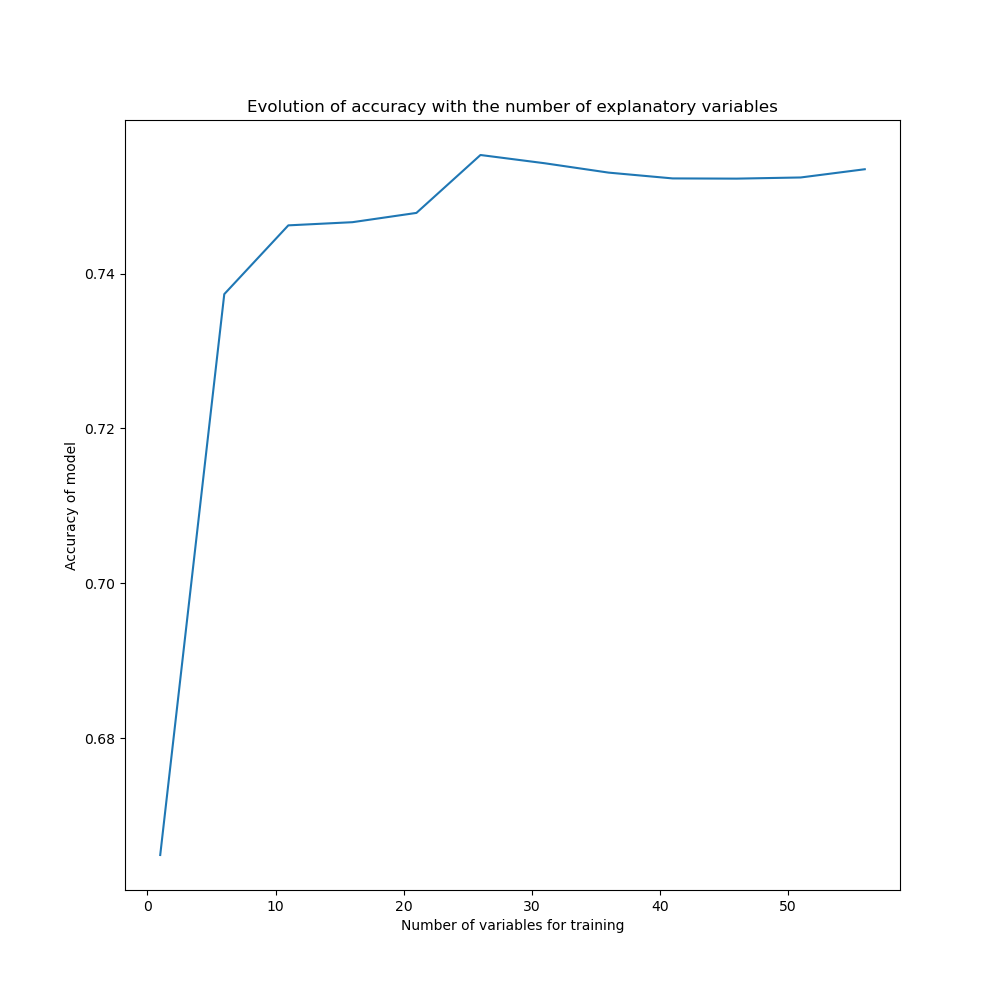 Evolution of accuracy with the number of explanatory variables
0.74
0.72
0.70
0.68
Accuracy of model
0 10 20 30 40 50
Number of variables for training